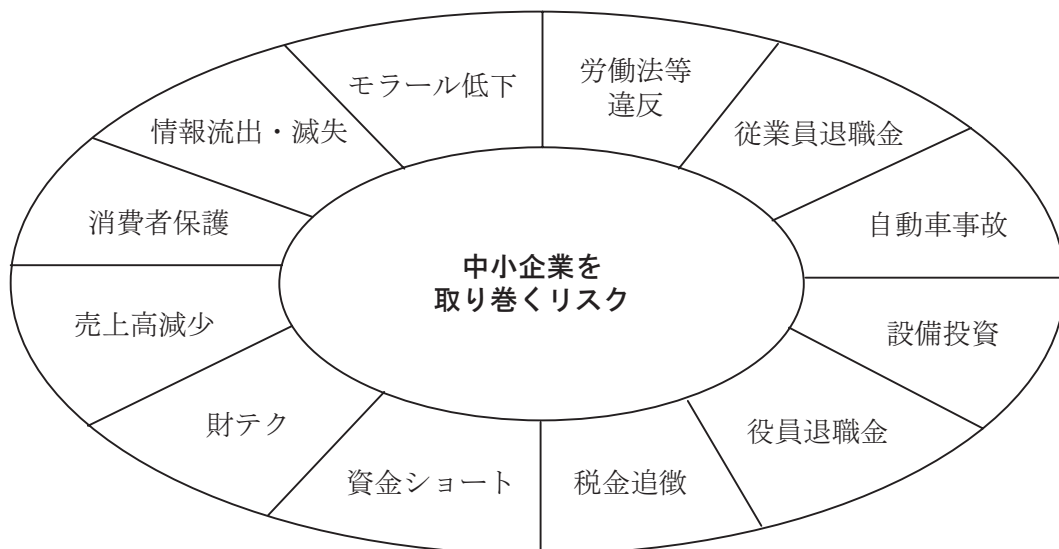 モラール低下
労働法等
違反
従業員退職金
自動車事故
設備投資
役員退職金
税金追徴
資金ショート
財テク
売上高減少
消費者保護
情報流出・滅失
中小企業を
取り巻くリスク